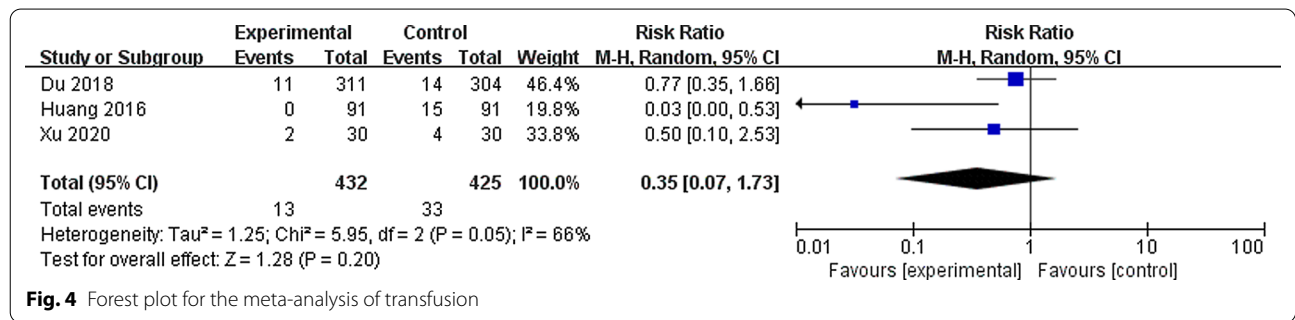 Experimental Control Risk Ratio Risk Ratio
Study or Subgroup Events Total Events Total Weight M-H, Random, 95% CI M-H, Random, 95% CI
Du 2018 11 311 14 304 46.4% 0.77 [0.35, 1.66]
Huang 2016 0 91 15 91 19.8% 0.03 [0.00, 0.53]
Xu 2020 2 30 4 30 33.8% 0.50 [0.10, 2.53]
Total (95% CI) 432 425 100.0% 0.35 [0.07, 1.73]
Total events 13 33
Heterogeneity: Tau² = 1.25; Chi² = 5.95, df = 2 (P = 0.05); I² = 66%
Test for overall effect: Z = 1.28 (P = 0.20)
0.01 0.1 1 10 100
Favours [experimental] Favours [control]
Fig. 4 Forest plot for the meta-analysis of transfusion